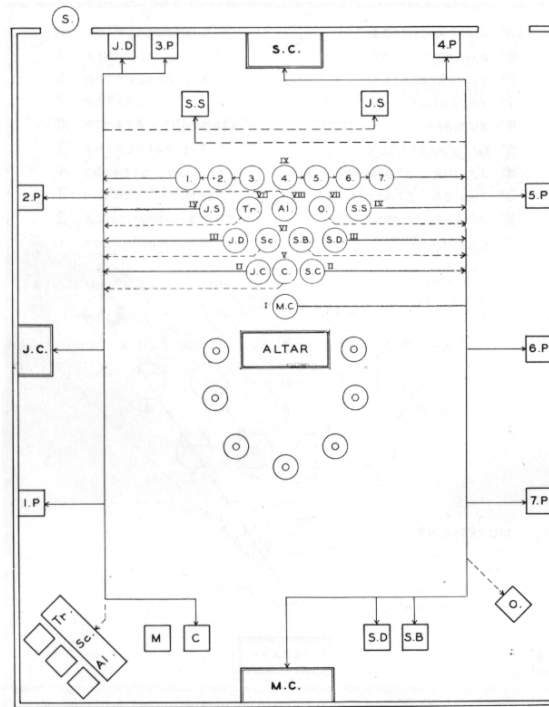 S.
J.D 3.P S.C. 4.P
S.S J.S
IX
1. 2. 3. 4. 5. 6. 7.
2.P 5.P
VII VIII VII
IV J.S Tr. Al. O. S.S IV
VI
III J.D Sc. S.B. S.D III
V
II J.C C. S.C II
I M.C
J.C. ALTAR 6.P
O O
O O
O O
O
1.P 7.P
Tr.
Sc.
Al.
M C S.D S.B O.
M.C.